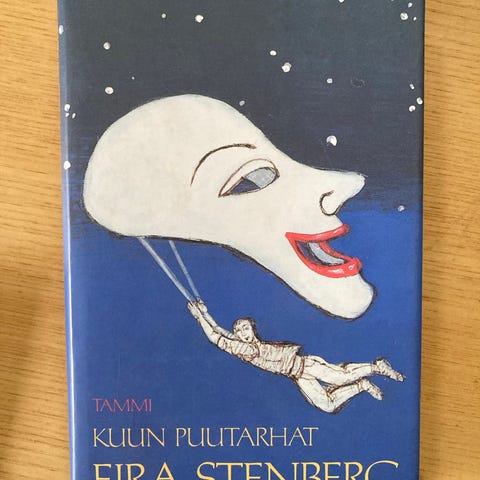 TAMMI
KUUN PUUTARHAT
EIRA STENBERG